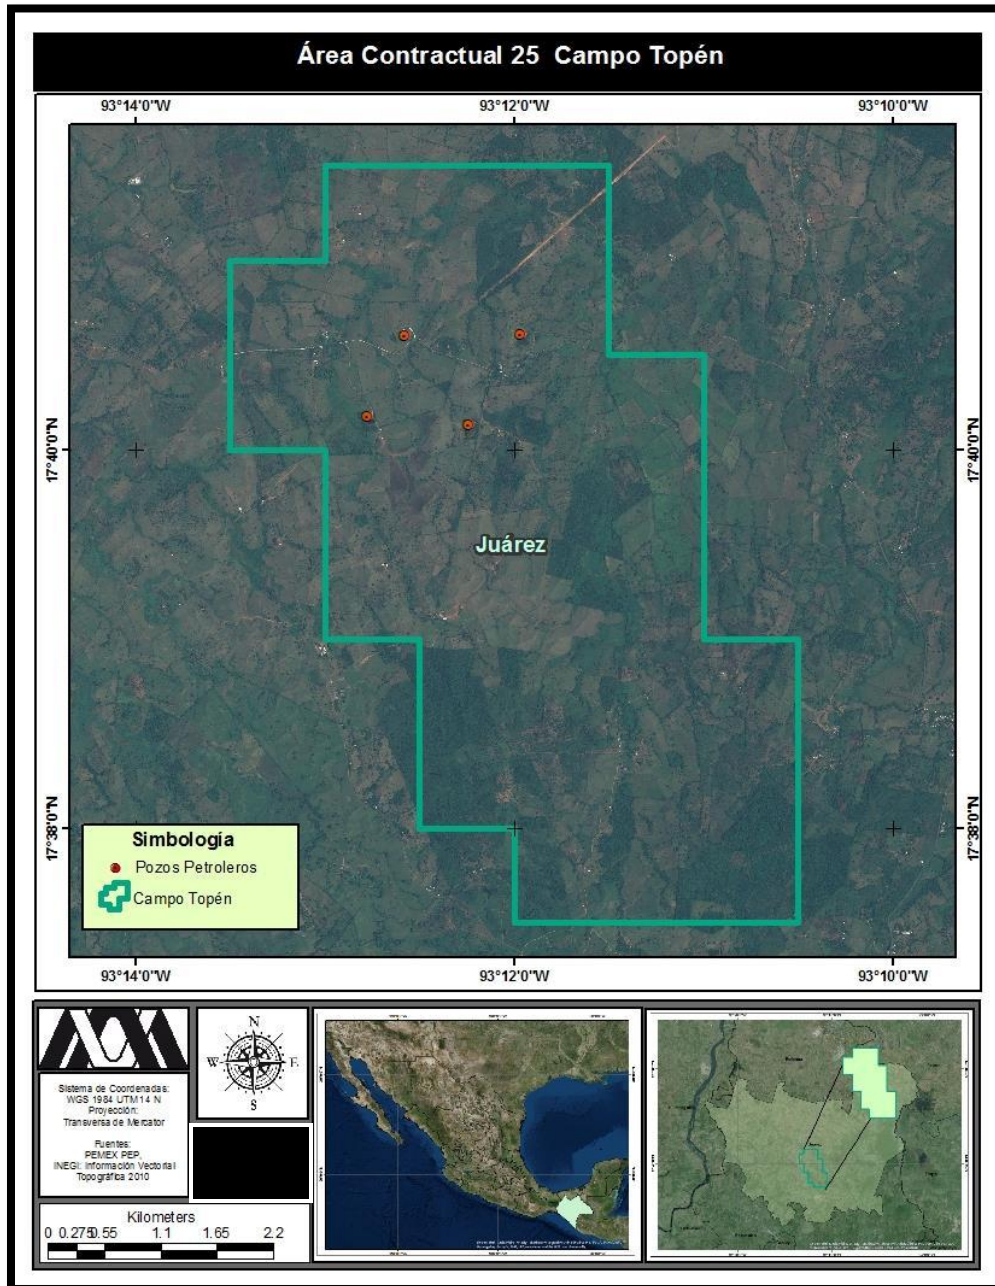 Área Contractual 25 Campo Topén
93°14'0"W 93°12'0"W 93°10'0"W
17°40'0"N 17°40'0"N
Juárez
17°38'0"N 17°38'0"N
Simbología
Pozos Petroleros
Campo Topén
93°14'0"W 93°12'0"W 93°10'0"W
N
W E
S
Sistema de Coordenadas:
WGS 1984 UTM 14 N
Proyección:
Transversa de Mercator
Fuentes:
PEMEX PEP,
INEGI: Información Vectorial
Topográfica 2010
Kilometers
0 0.275 0.55 1.1 1.65 2.2